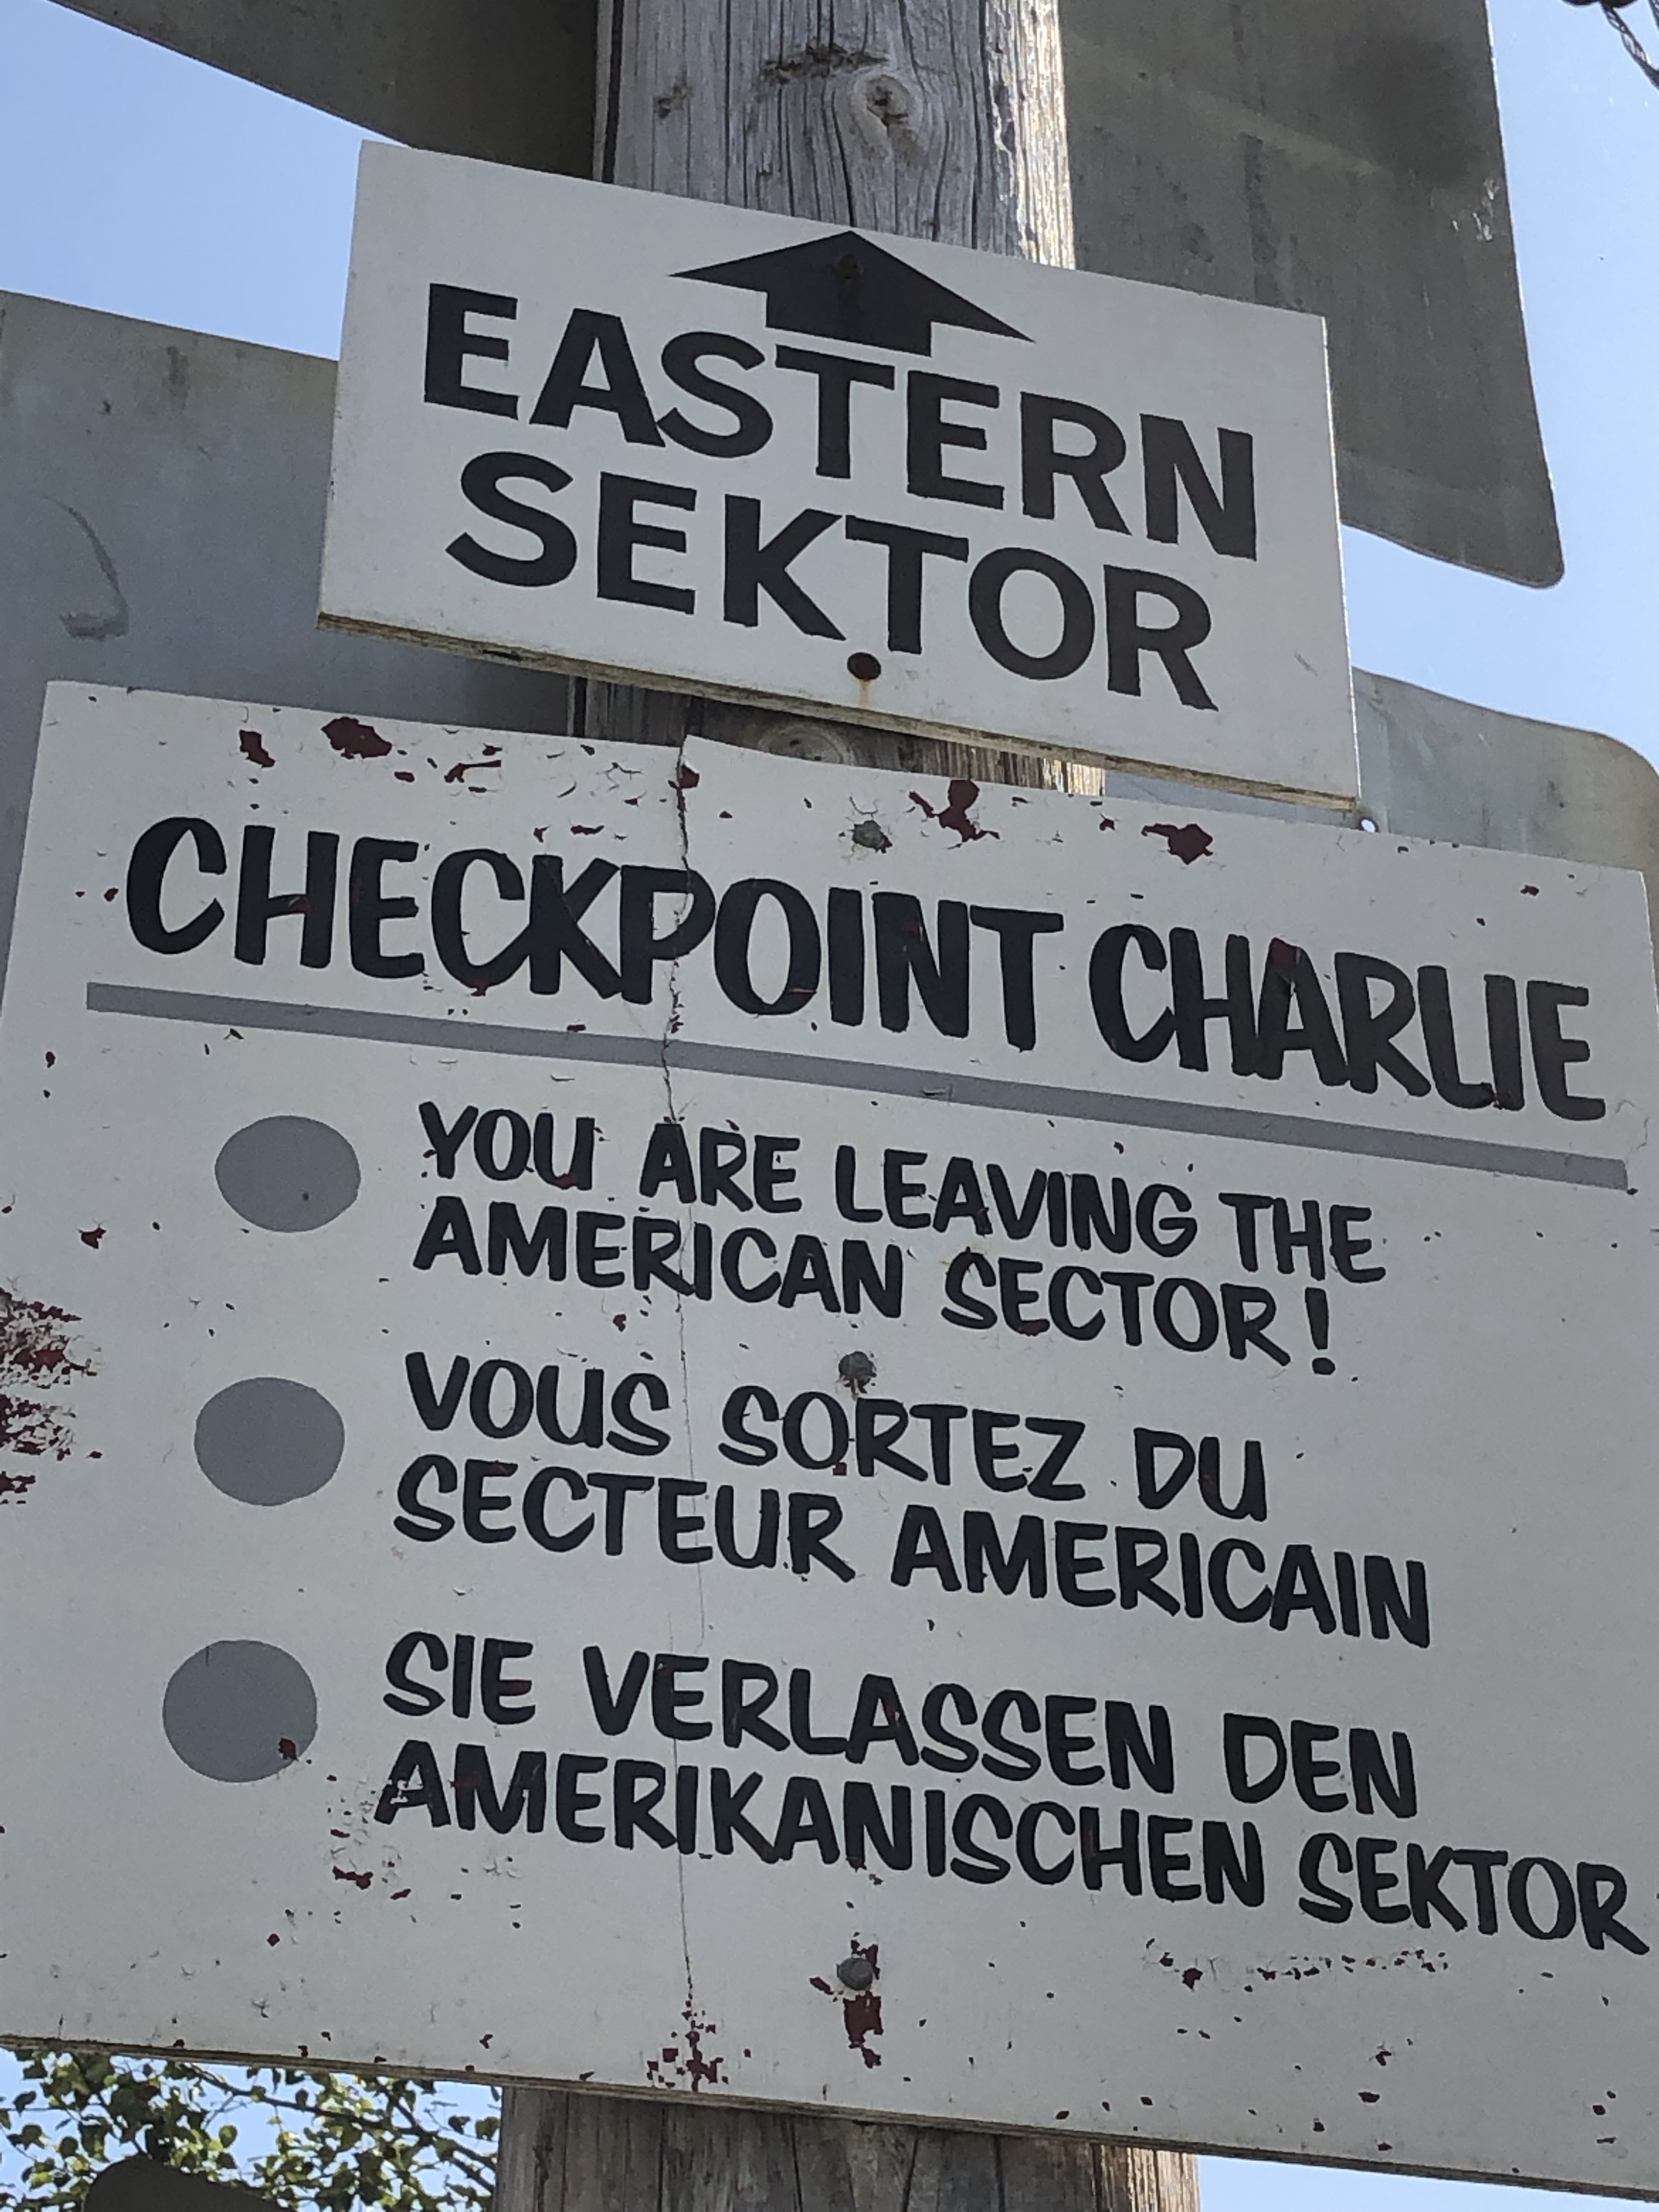 EASTERN
SEKTOR
CHECKPOINT CHARLIE
YOU ARE LEAVING THE
AMERICAN SECTOR!
VOUS SORTEZ DU
SECTEUR AMERICAIN
SIE VERLASSEN DEN
AMERIKANISCHEN SEKTOR